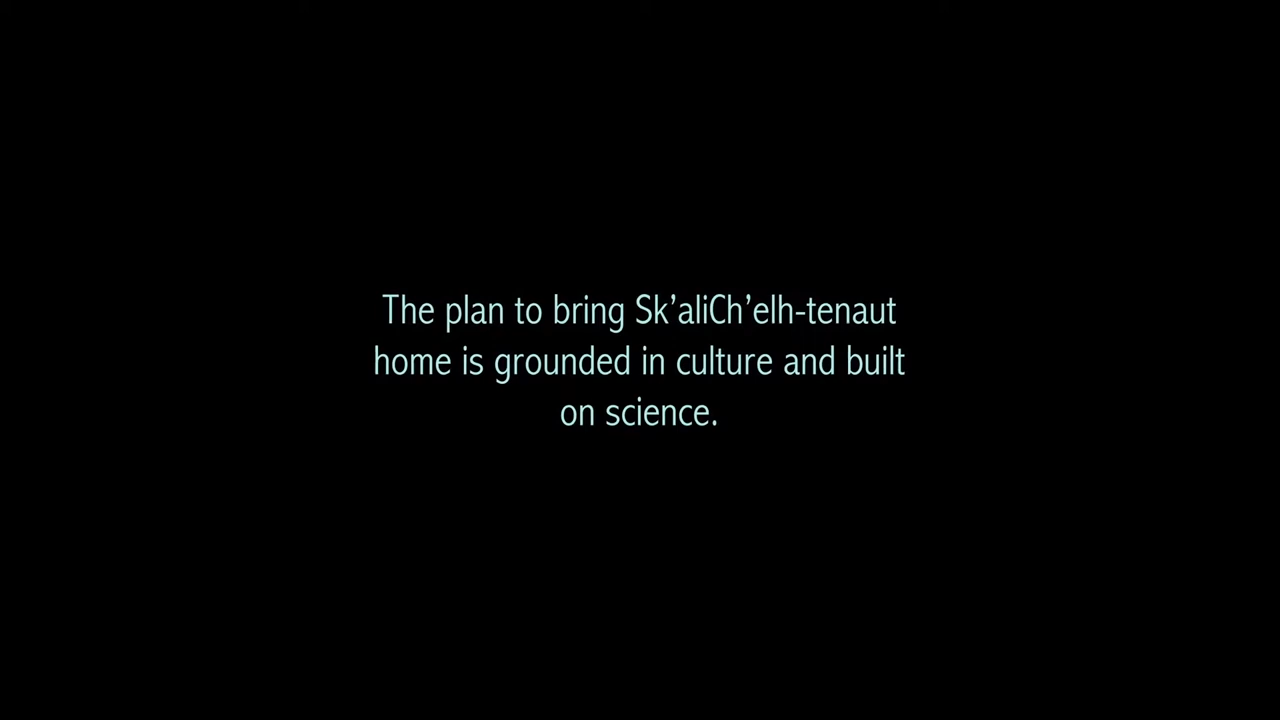 The plan to bring Sk’aliCh’elh-tenaut
home is grounded in culture and built
on science.